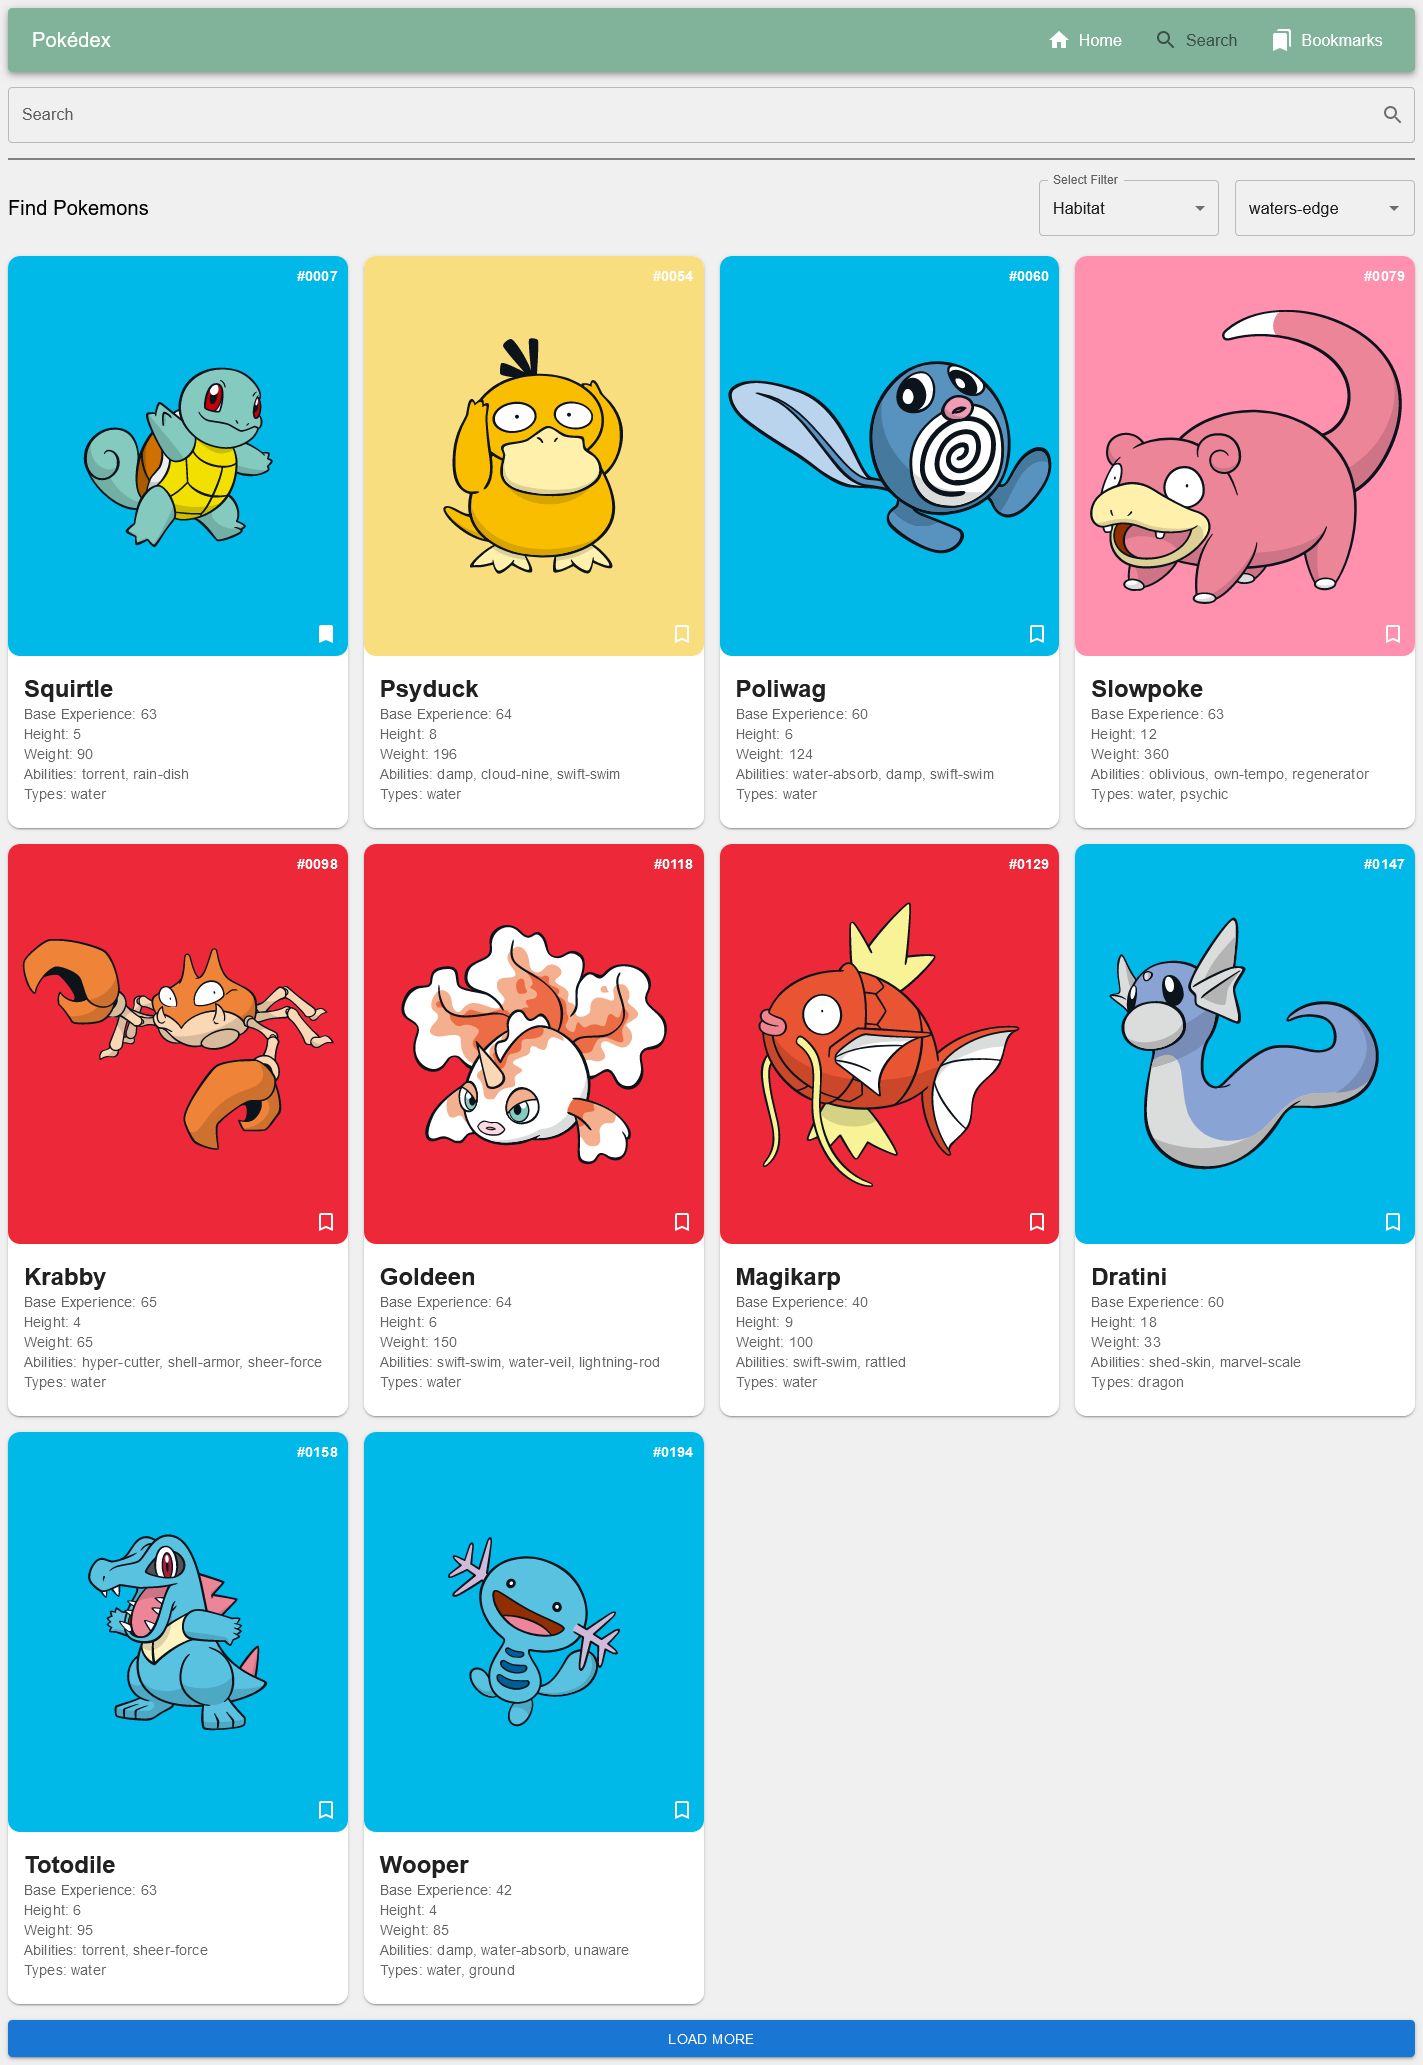 Pokédex
Home
Search
Bookmarks
Search
Find Pokemons
Select Filter
Habitat
waters-edge
#0007
Squirtle
Base Experience: 63
Height: 5
Weight: 90
Abilities: torrent, rain-dish
Types: water
#0054
Psyduck
Base Experience: 64
Height: 8
Weight: 196
Abilities: damp, cloud-nine, swift-swim
Types: water
#0060
Poliwag
Base Experience: 60
Height: 6
Weight: 124
Abilities: water-absorb, damp, swift-swim
Types: water
#0079
Slowpoke
Base Experience: 63
Height: 12
Weight: 360
Abilities: oblivious, own-tempo, regenerator
Types: water, psychic
#0098
Krabby
Base Experience: 65
Height: 4
Weight: 65
Abilities: hyper-cutter, shell-armor, sheer-force
Types: water
#0118
Goldeen
Base Experience: 64
Height: 6
Weight: 150
Abilities: swift-swim, water-veil, lightning-rod
Types: water
#0129
Magikarp
Base Experience: 40
Height: 9
Weight: 100
Abilities: swift-swim, rattled
Types: water
#0147
Dratini
Base Experience: 60
Height: 18
Weight: 33
Abilities: shed-skin, marvel-scale
Types: dragon
#0158
Totodile
Base Experience: 63
Height: 6
Weight: 95
Abilities: torrent, sheer-force
Types: water
#0194
Wooper
Base Experience: 42
Height: 4
Weight: 85
Abilities: damp, water-absorb, unaware
Types: water, ground
LOAD MORE